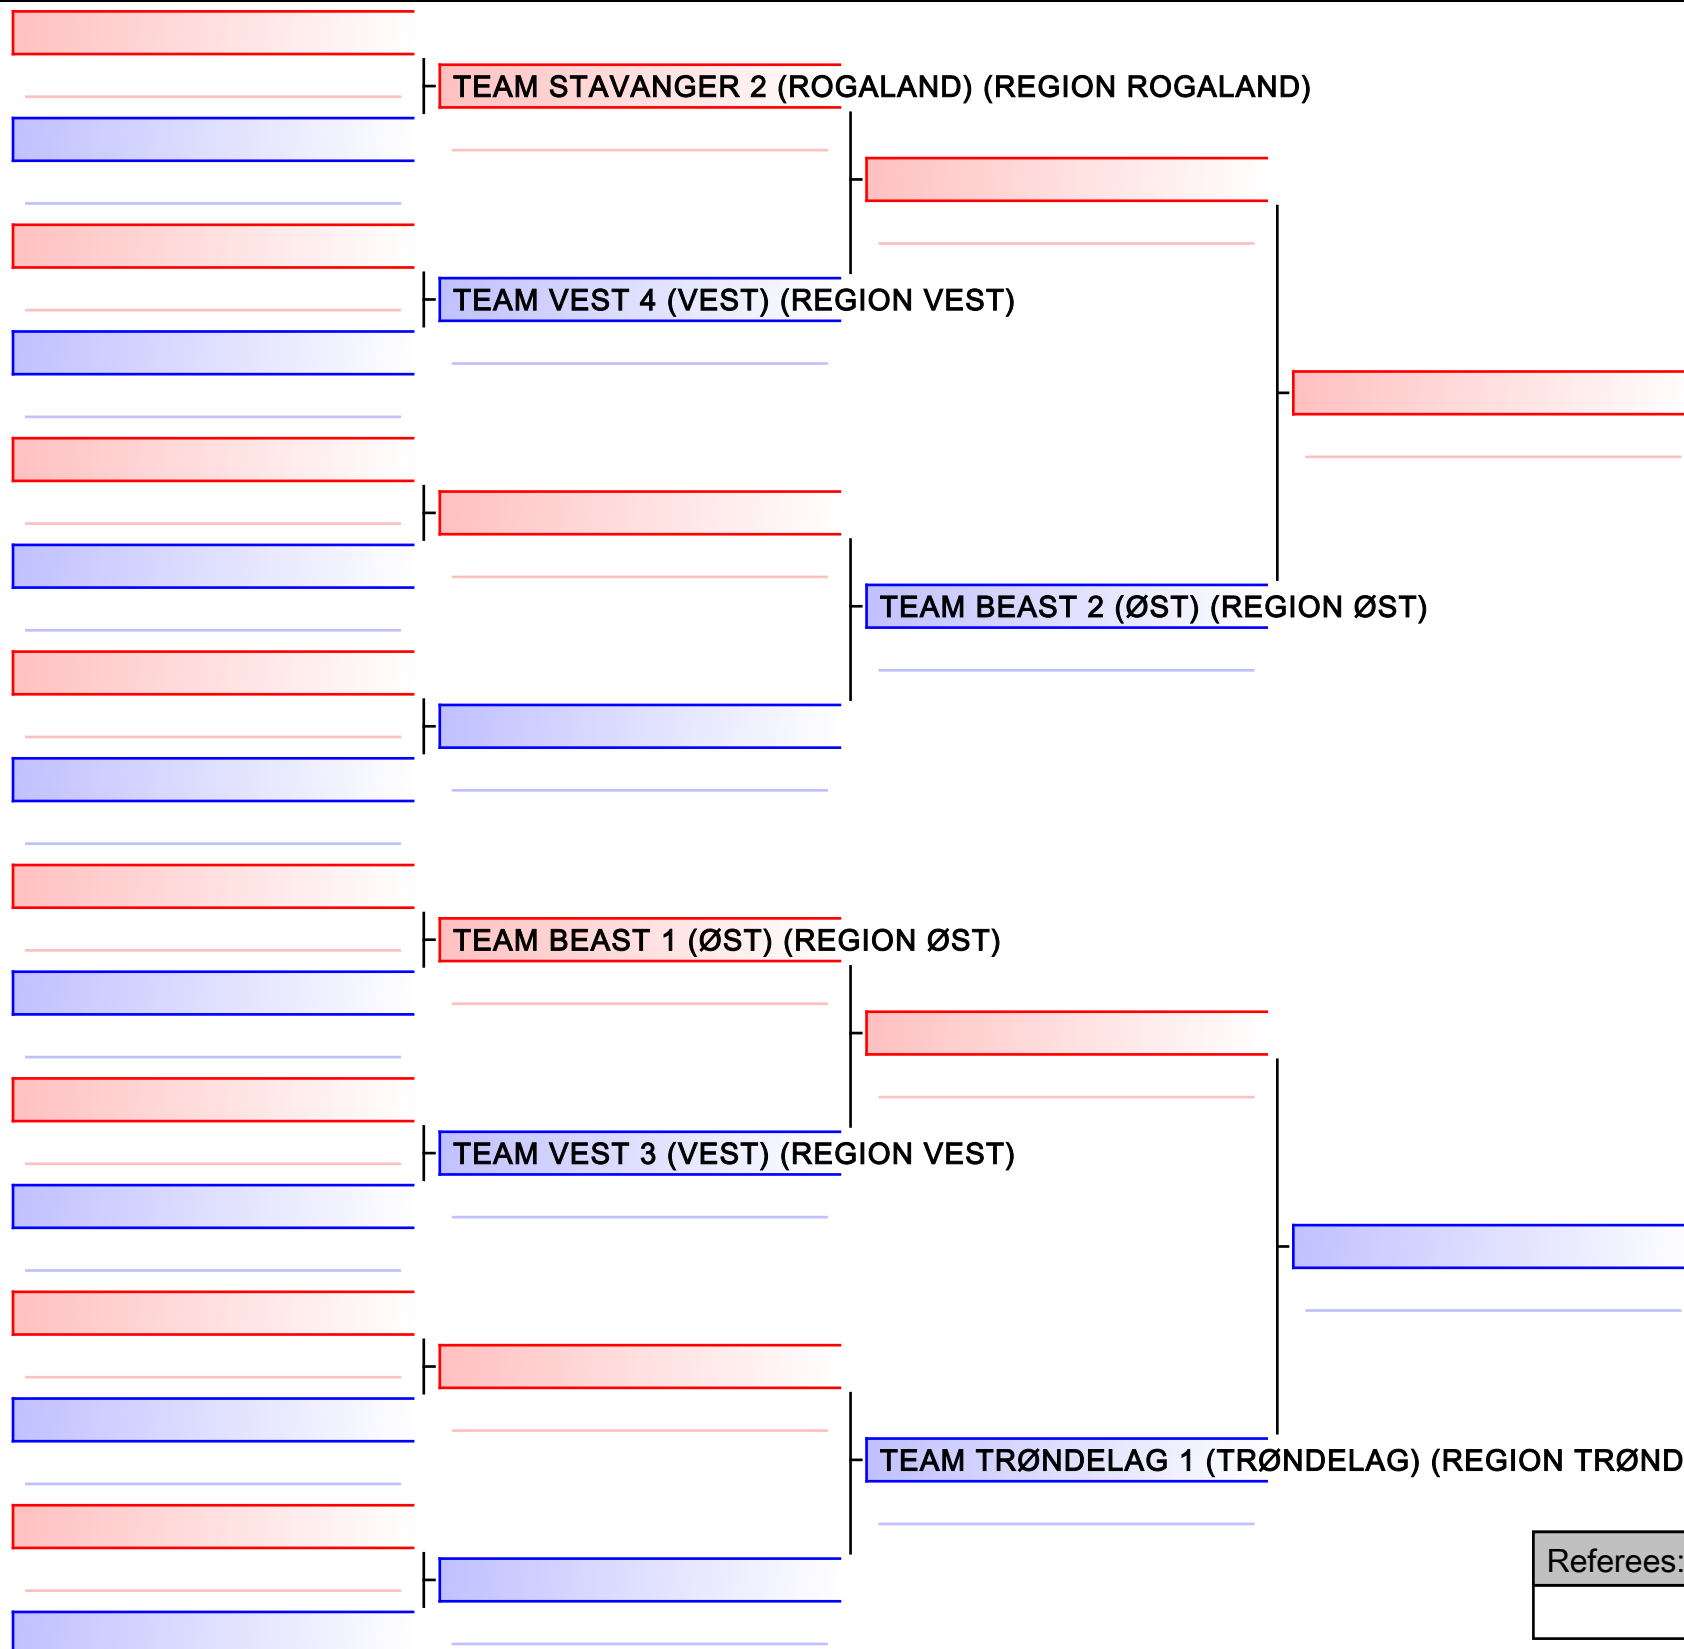 TEAM STAVANGER 2 (ROGALAND) (REGION ROGALAND)
TEAM VEST 4 (VEST) (REGION VEST)
TEAM BEAST 2 (ØST) (REGION ØST)
TEAM BEAST 1 (ØST) (REGION ØST)
TEAM VEST 3 (VEST) (REGION VEST)
TEAM TRØNDELAG 1 (TRØNDELAG) (REGION TRØND
Referees: